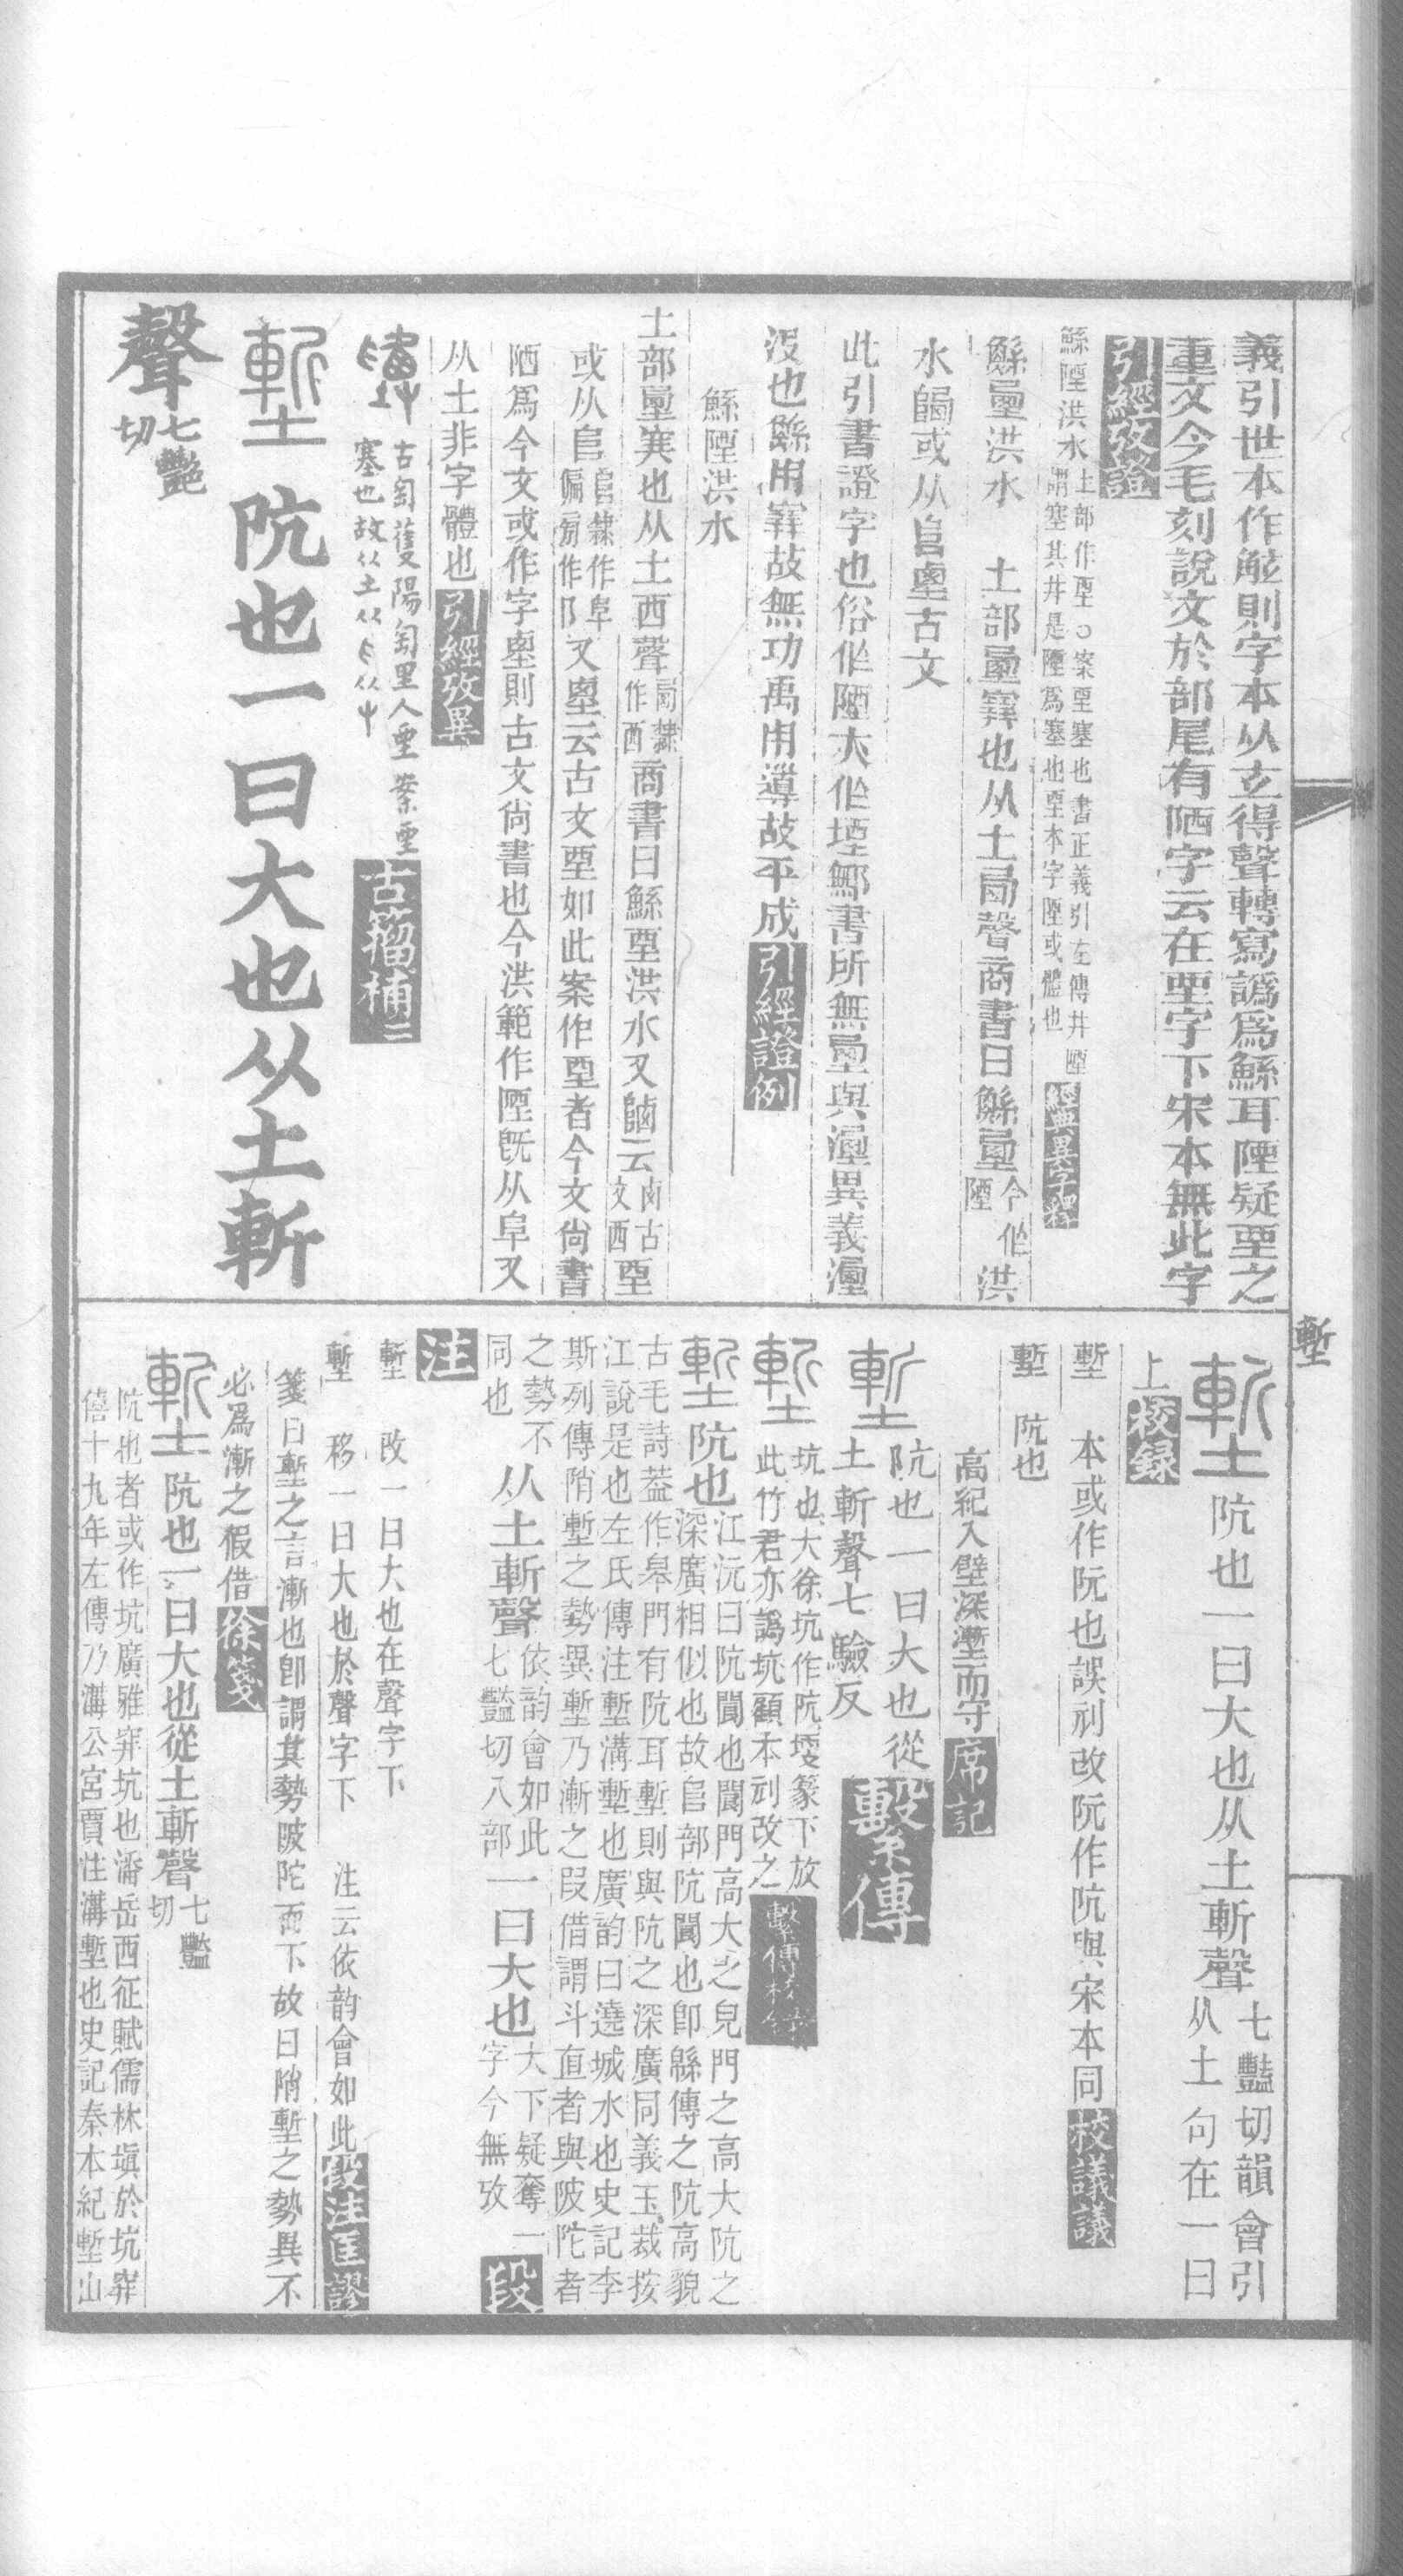 義引世本作鮌則字本从玄得聲轉寫譌爲鯀耳陻疑垔之
重文今毛刻說文於部尾有陻字云在垔字下宋本無此字
引經攷證
鯀陻洪水土部作垔○案垔塞也書正義引左傳井陻
謂塞其井是陻爲塞也垔本字陻或體也經典異字釋
鯀垔洪水 土部垔窒也从土西聲商書曰鯀垔今作陻洪
水 或从𨸏 古文
此引書證字也俗作陻亦作堙 書所無垔與湮異義湮
沒也鯀用 故無功禹用導故平成引經證例
鯀陻洪水
土部垔 也从土西聲 隸作西商書曰鯀垔洪水又 云 古文西垔
或从𨸏𨸏隸作阜偏 作阝又 云古文垔如此案作垔者今文尙書
陻爲今文或作字 則古文尙書也今洪範作陻旣从阜又
从土非字體也引經攷異
古匋蒦陽匋里人垔案垔
塞也故从土从 从 古籀補二
塹 阬也一曰大也从土斬
聲七豔切
塹
塹阬也一曰大也从土斬聲七豔切韻會引
从土句在一曰
上校錄
塹 本或作阬也誤刓改阬作阬與宋本同校議議
塹 阬也
高紀入壁深塹而守席記
塹阬也一曰大也從
土斬聲七驗反繫傳
塹坑也大徐坑作阬 篆下放
此竹君亦譌坑顧本刓改之繫傳校錄
塹阬也江沅曰阬閬也閬門高大之皃門之高大阬之
深廣相似也故𨸏部阬閬也卽緜傳之阬高皃
古毛詩葢作皋門有阬耳塹則與阬之深廣同義玉裁按
江說是也左氏傳注塹溝塹也廣韵曰遶城水也史記李
斯列傳陗塹之勢異塹乃漸之叚借謂斗直者與陂陀者
之勢不同也从土斬聲依韵會如此七豔切八部一曰大也大下疑奪一字今無攷段
注
塹 改一曰大也在聲字下
塹 移一曰大也於聲字下 注云依韵會如此段注匡謬
箋曰塹之言漸也卽謂其勢陂陀而下故曰陗塹之勢異不
必爲漸之假借徐箋
塹阬也一曰大也從土斬聲七豔切
阬也者或作坑廣雅穽坑也潘岳西征賦儒林塡於坑穽
僖十九年左傳乃溝公宮賈注溝塹也史記秦本紀塹山